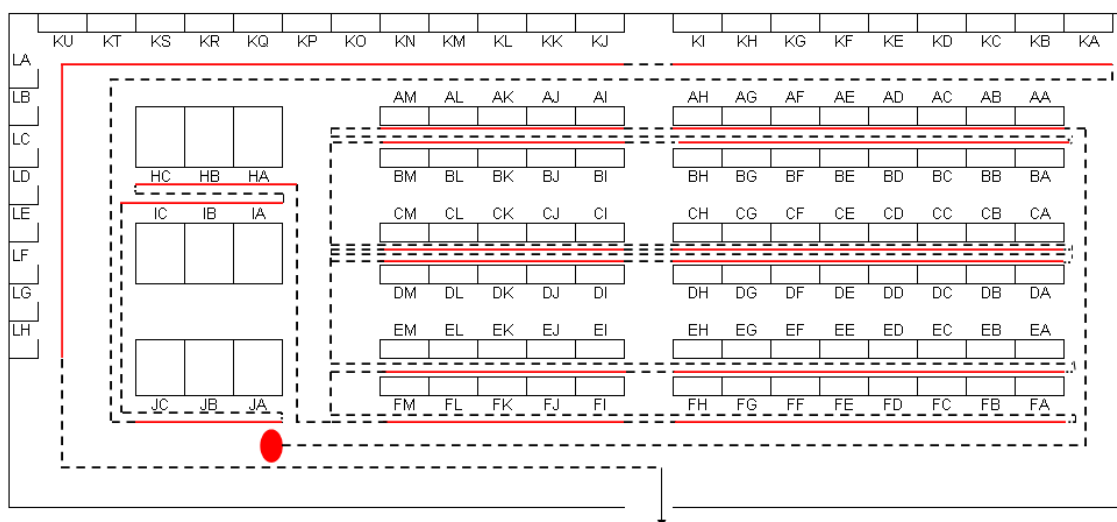 KU KT KS KR KQ KP KO KN KM KL KK KJ KI KH KG KF KE KD KC KB KA
LA
LB AM AL AK AJ AI AH AG AF AE AD AC AB AA
LC
LD HC HB HA BM BL BK BJ BI BH BG BF BE BD BC BB BA
LE IC IB IA CM CL CK CJ CI CH CG CF CE CD CC CB CA
LF
LG DM DL DK DJ DI DH DG DF DE DD DC DB DA
LH EM EL EK EJ EI EH EG EF EE ED EC EB EA
JC JB JA FM FL FK FJ FI FH FG FF FE FD FC FB FA